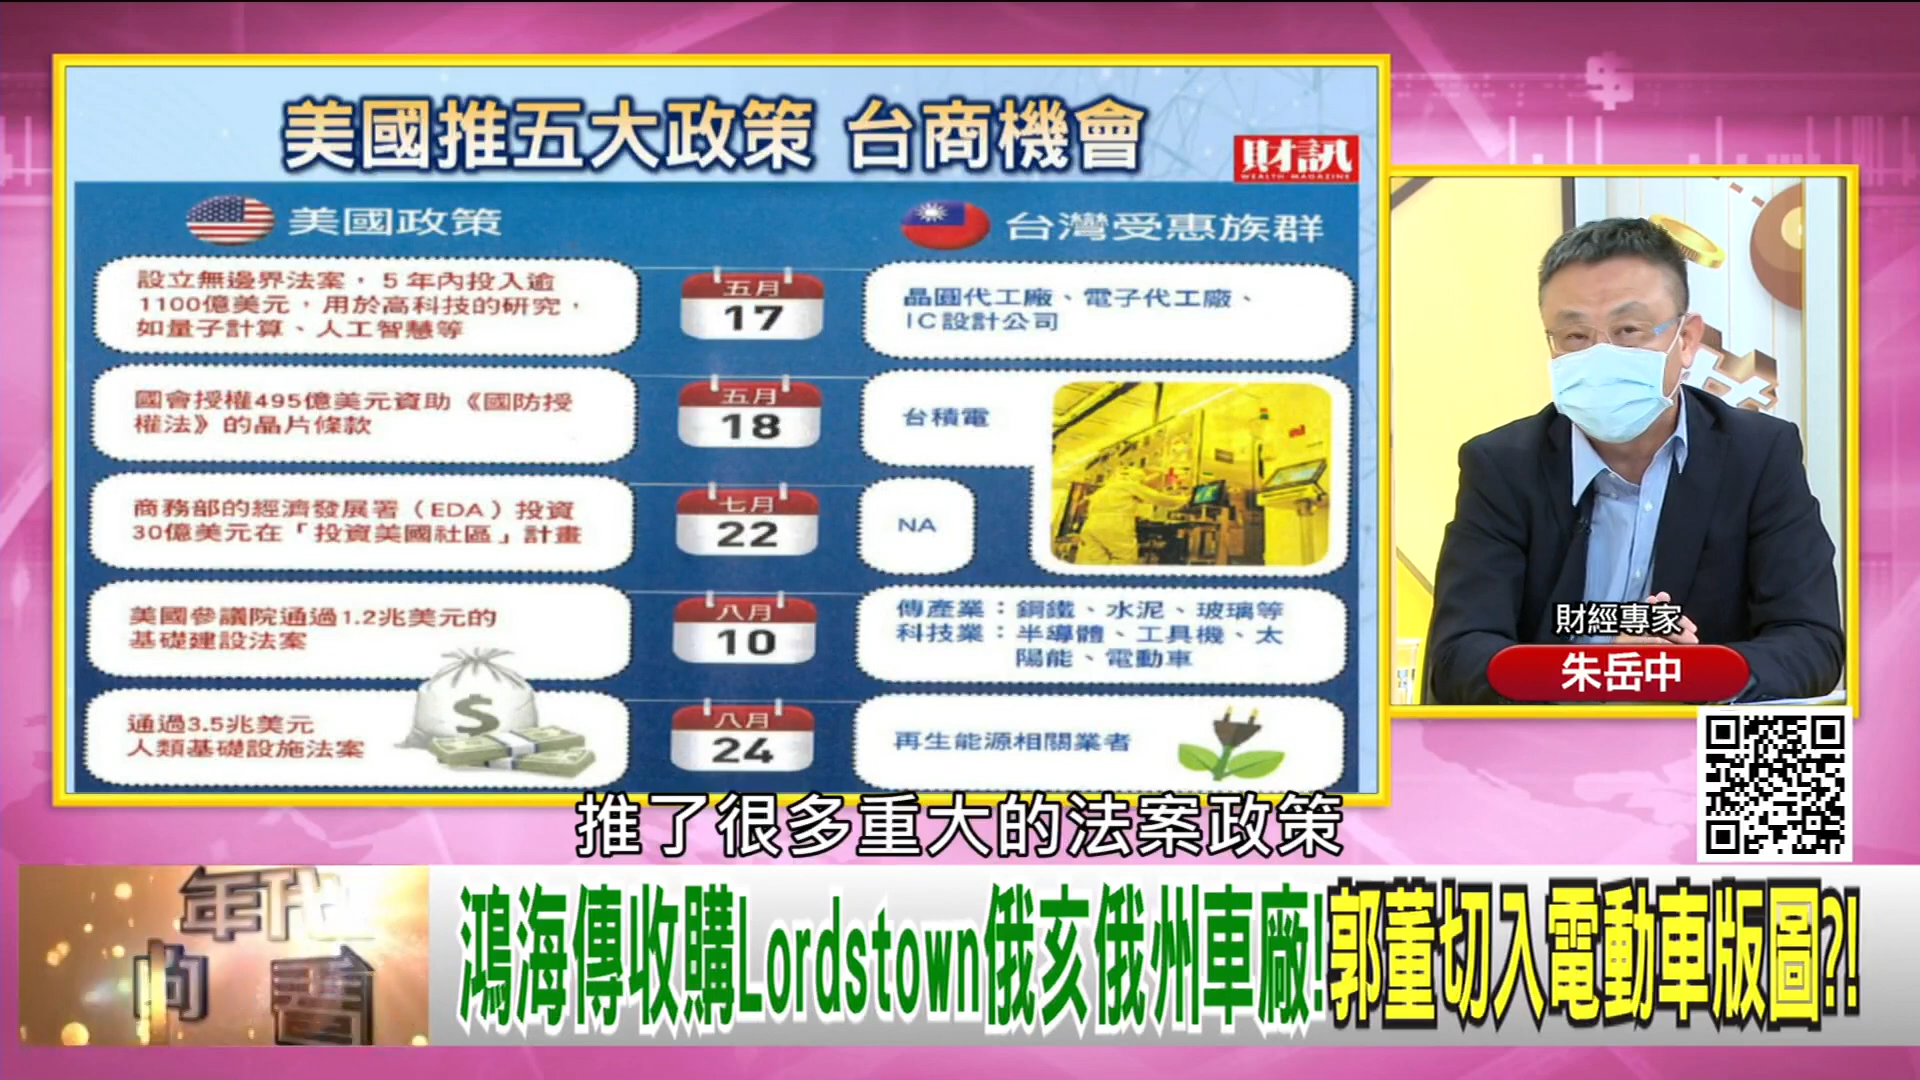 美國推五大政策 台商機會
財訊
WEALTH MAGAZINE
美國政策
台灣受惠族群
設立無邊界法案，5年內投入逾
1100億美元，用於高科技的研究，
如量子計算、人工智慧等
五月
17
晶圓代工廠、電子代工廠、
IC設計公司
國會授權495億美元資助《國防授
權法》的晶片條款
五月
18
台積電
商務部的經濟發展署（EDA）投資
30億美元在「投資美國社區」計畫
七月
22
NA
美國參議院通過1.2兆美元的
基礎建設法案
八月
10
傳產業：鋼鐵、水泥、玻璃等
科技業：半導體、工具機、太
陽能、電動車
通過3.5兆美元
人類基礎設施法案
$
八月
24
再生能源相關業者
財經專家
朱岳中
推了很多重大的法案政策
年代
向錢
鴻海傳收購Lordstown俄亥俄州車廠!郭董切入電動車版圖?!